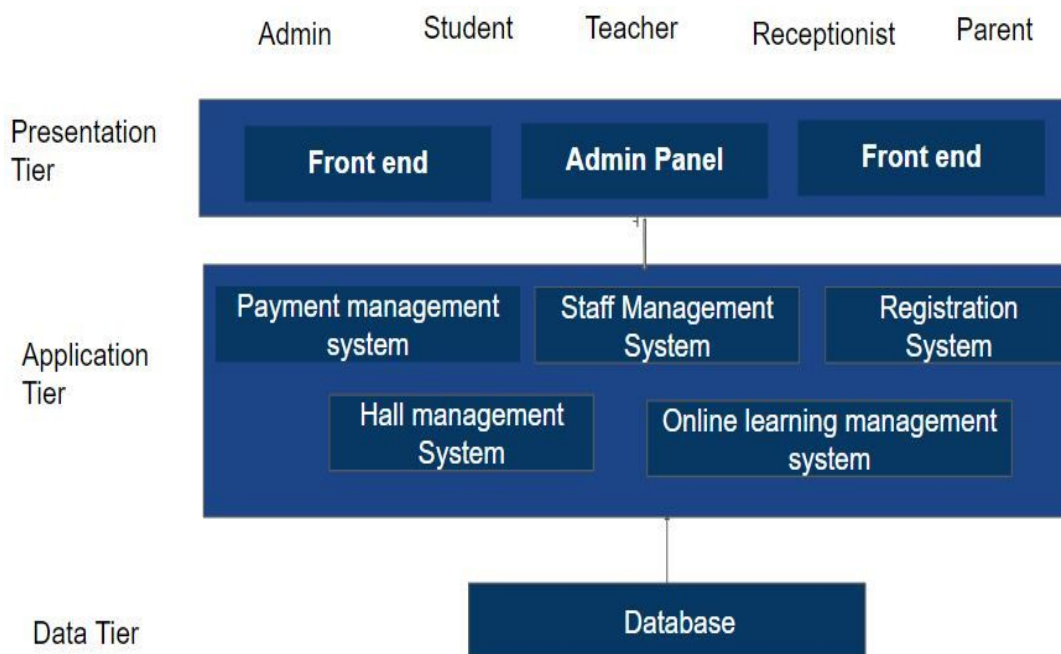 Admin
Student
Teacher
Receptionist
Parent
Presentation
Tier
Front end
Admin Panel
Front end
Application
Tier
Payment management
system
Staff Management
System
Registration
System
Hall management
System
Online learning management
system
Data Tier
Database